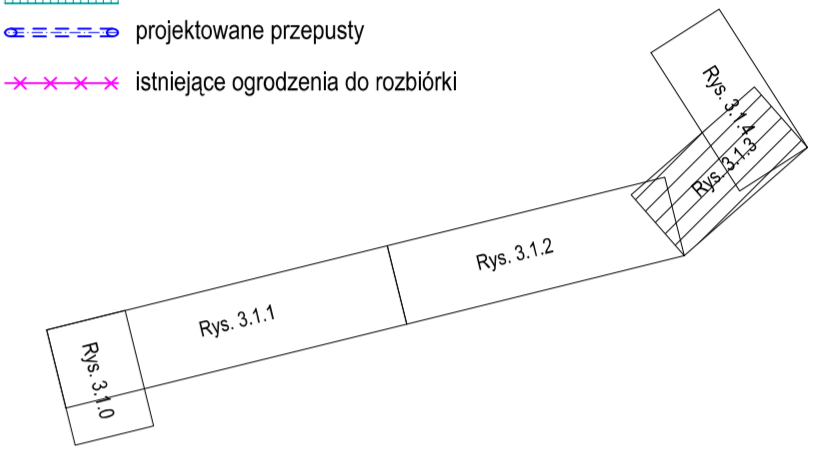 projektowane przepusty
istniejące ogrodzenia do rozbiórki
Rys. 3.1.4
Rys. 3.1.3
Rys. 3.1.2
Rys. 3.1.1
Rys. 3.1.0